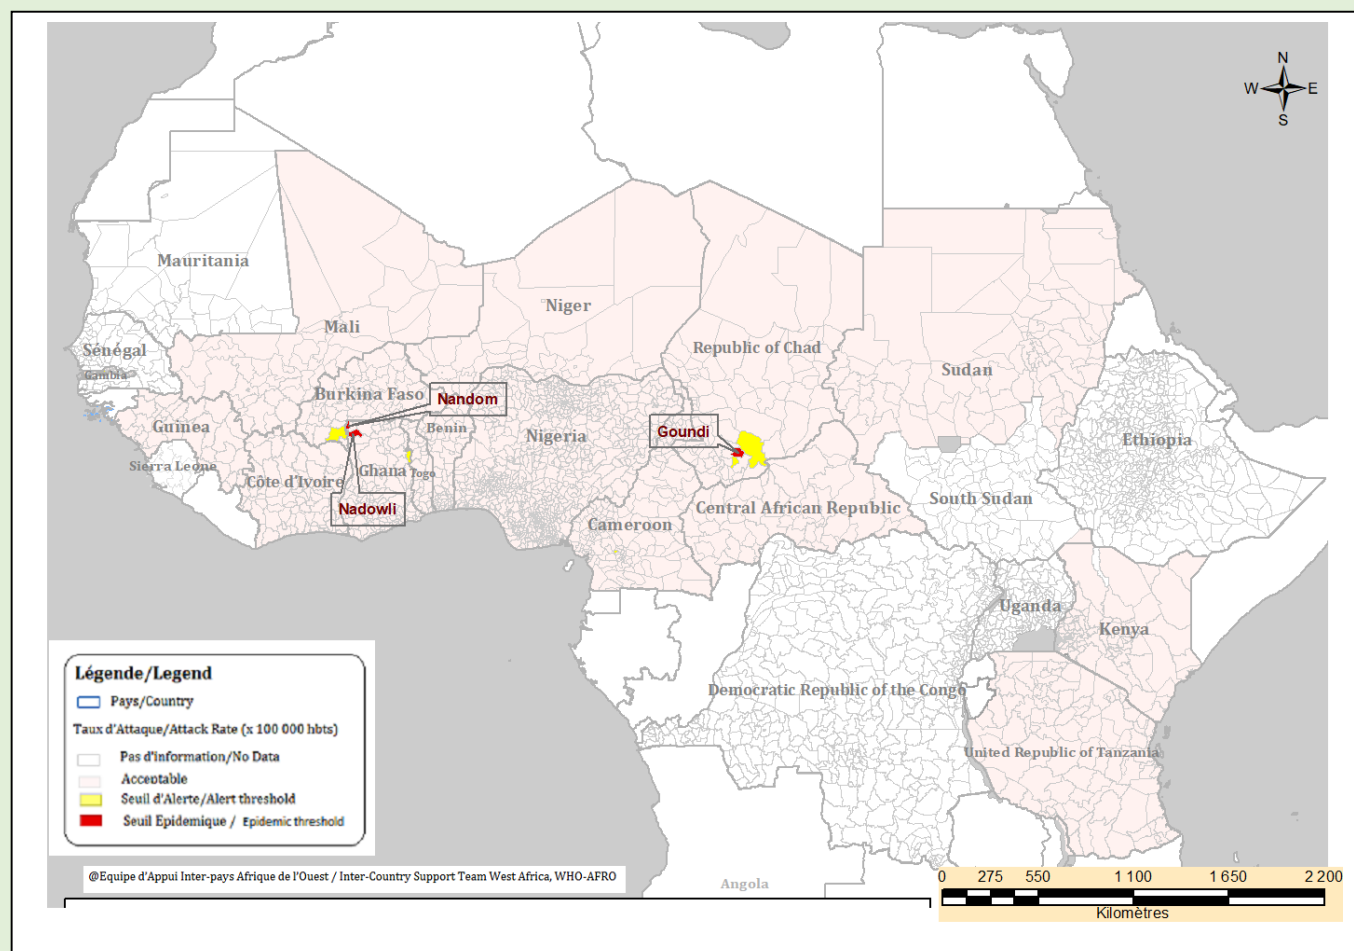 N
W
E
S
Mauritania
Niger
Mali
Republic of Chad
Sénégal
Sudan
Gambia
Burkina Faso
Nandom
Guinea
Benin
Nigeria
Goundi
Ethiopia
Sierra Leone
Côte d'Ivoire
Ghana
Togo
South Sudan
Nadowli
Central African Republic
Cameroon
Uganda
Kenya
Democratic Republic of the Congo
United Republic of Tanzania
Angola
Légende/Legend
Pays/Country
Taux d'Attaque/Attack Rate (x 100 000 hbts)
Pas d'information/No Data
Acceptable
Seuil d'Alerte/Alert threshold
Seuil Epidemique / Epidemic threshold
@Equipe d'Appui Inter-pays Afrique de l'Ouest / Inter-Country Support Team West Africa, WHO-AFRO
0 275 550 1 100 1 650 2 200
Kilomètres